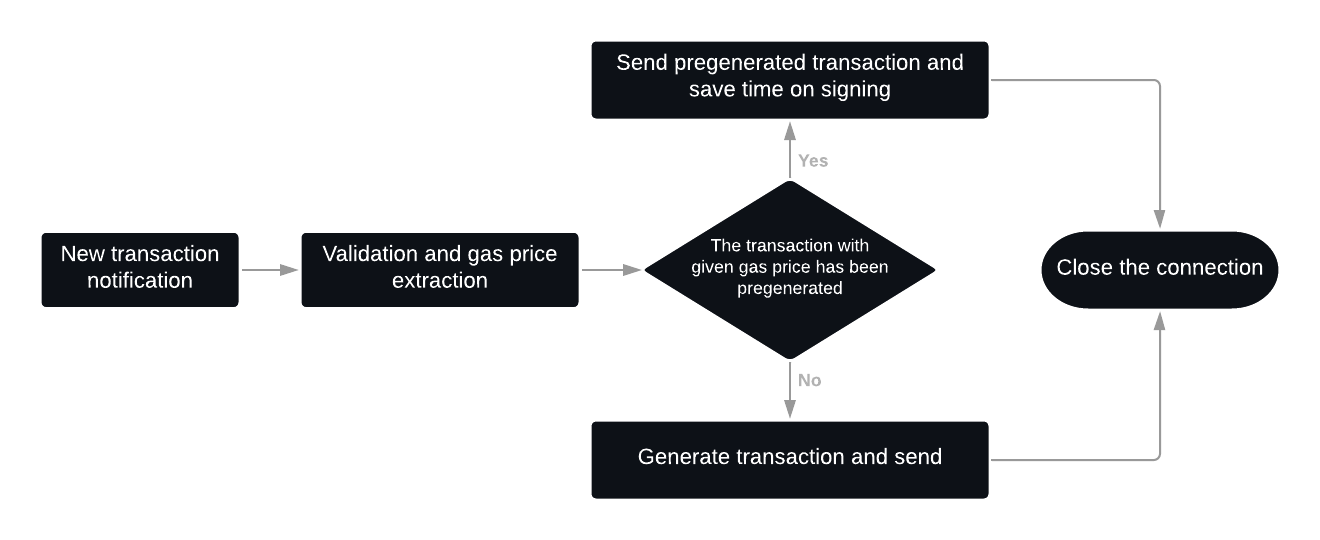 New transaction
notification
Validation and gas price
extraction
The transaction with
given gas price has been
pregenerated
Yes
Send pregenerated transaction and
save time on signing
No
Generate transaction and send
Close the connection